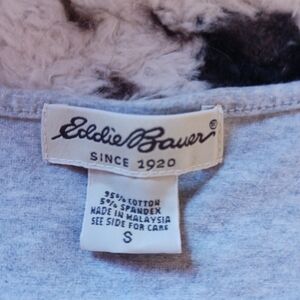 Eddie Bauer®
SINCE 1920
95% COTTON
5% SPANDEX
MADE IN MALAYSIA
SEE SIDE FOR CARE
S